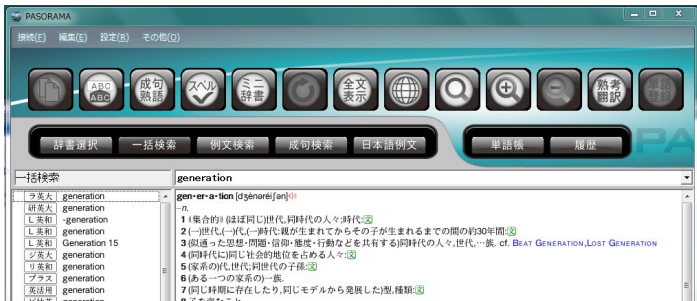 PASORAMA
接続(F) 編集(E) 設定(R) その他(O)
ABC ABC 成句熟語 スペル ミニ辞書 全文表示 熟考翻訳 単語登録
辞書選択 一括検索 例文検索 成句検索 日本語例文 単語帳 履歴 PA
一括検索 generation
ラ英大 generation
研英大 generation
L英和 -generation
L英和 Generation 15
ジ英大 generation
リ英和 generation
プラス generation
英活用 generation
generation
gen·er·a·tion [dʒènəréiʃən]
—n.
1 《集合的》 (ほぼ同じ)世代,同時代の人々;時代:文
2 (一)世代,(一)代,(一)時代:親が生まれてからその子が生まれるまでの間の約30年間:文
3 (似通った思想・問題・信仰・態度・行動などを共有する)同時代の人々,世代,…族. cf. BEAT GENERATION,LOST GENERATION
4 (同時代に)同じ社会的地位を占める人々:文
5 (家系の)代,世代;同世代の子孫:文
6 (ある一つの家系の)一族.
7 (同じ時期に存在したり,同じモデルから発展した)型,種類:文